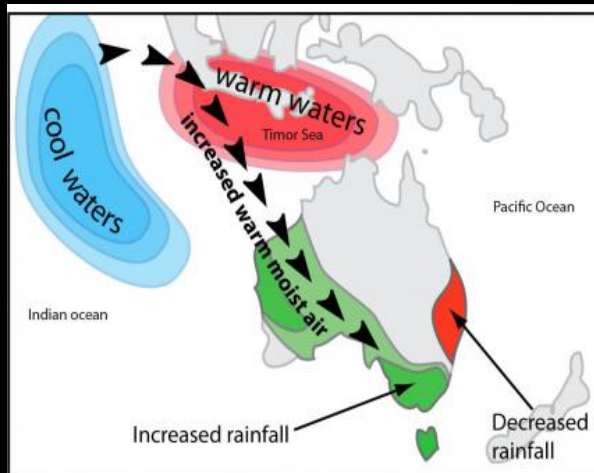 warm waters
Timor Sea
cool waters
increased warm moist air
Pacific Ocean
Indian ocean
Increased rainfall
Decreased
rainfall